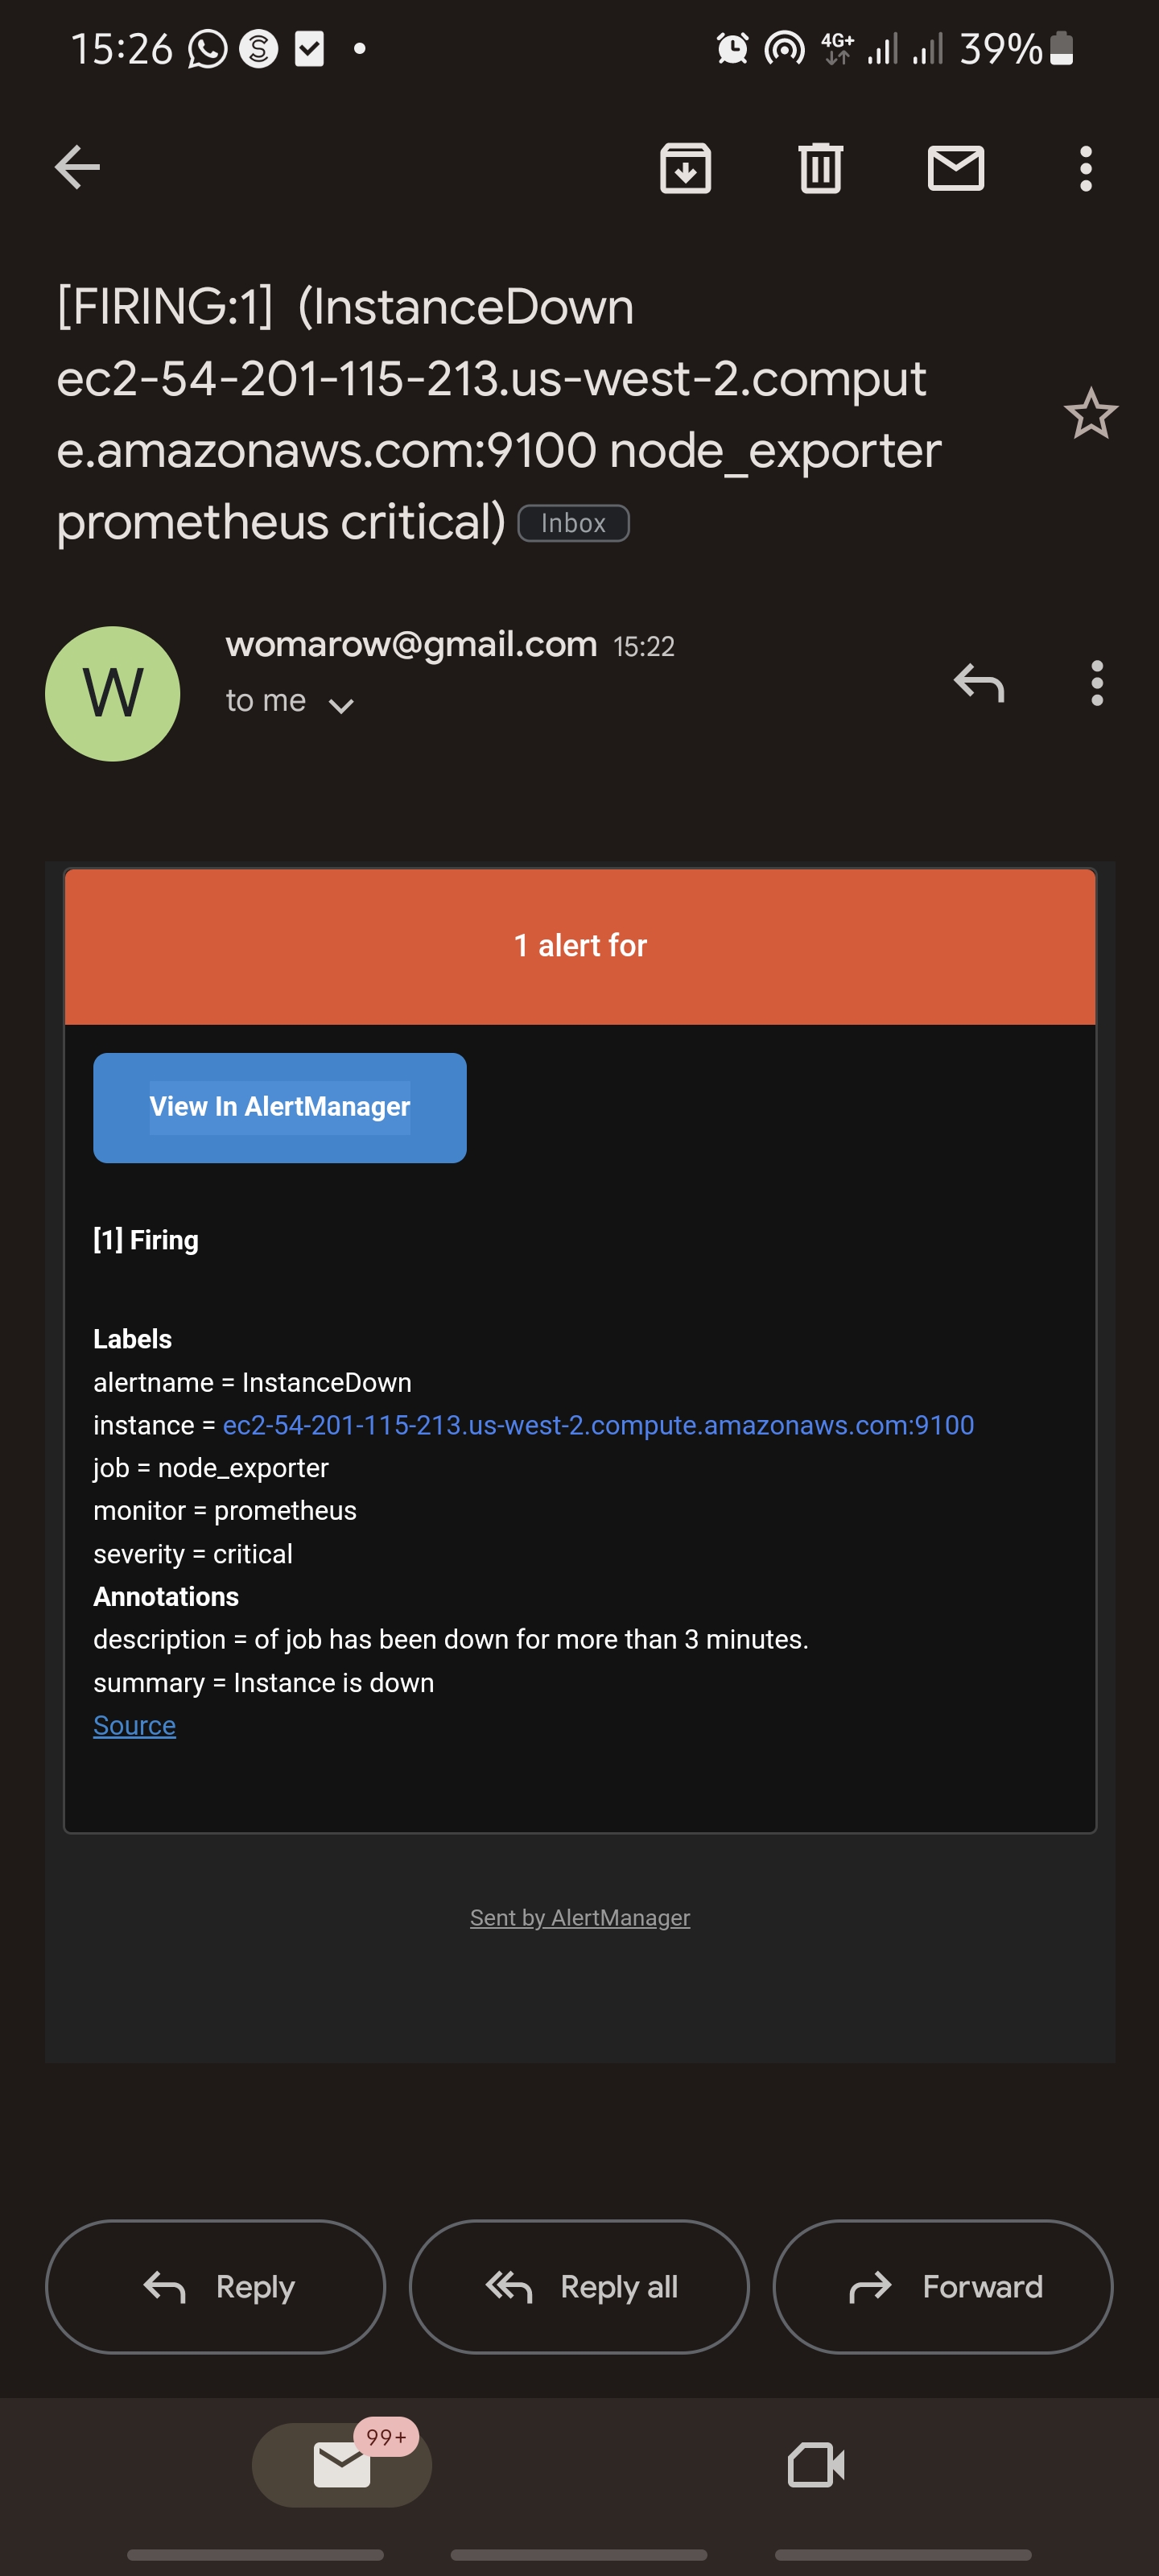 15:26 4G+ 39%
[FIRING:1] (InstanceDown
ec2-54-201-115-213.us-west-2.comput
e.amazonaws.com:9100 node_exporter
prometheus critical) Inbox
W
womarow@gmail.com 15:22
to me
1 alert for
View In AlertManager
[1] Firing
Labels
alertname = InstanceDown
instance = ec2-54-201-115-213.us-west-2.compute.amazonaws.com:9100
job = node_exporter
monitor = prometheus
severity = critical
Annotations
description = of job has been down for more than 3 minutes.
summary = Instance is down
Source
Sent by AlertManager
Reply Reply all Forward
99+